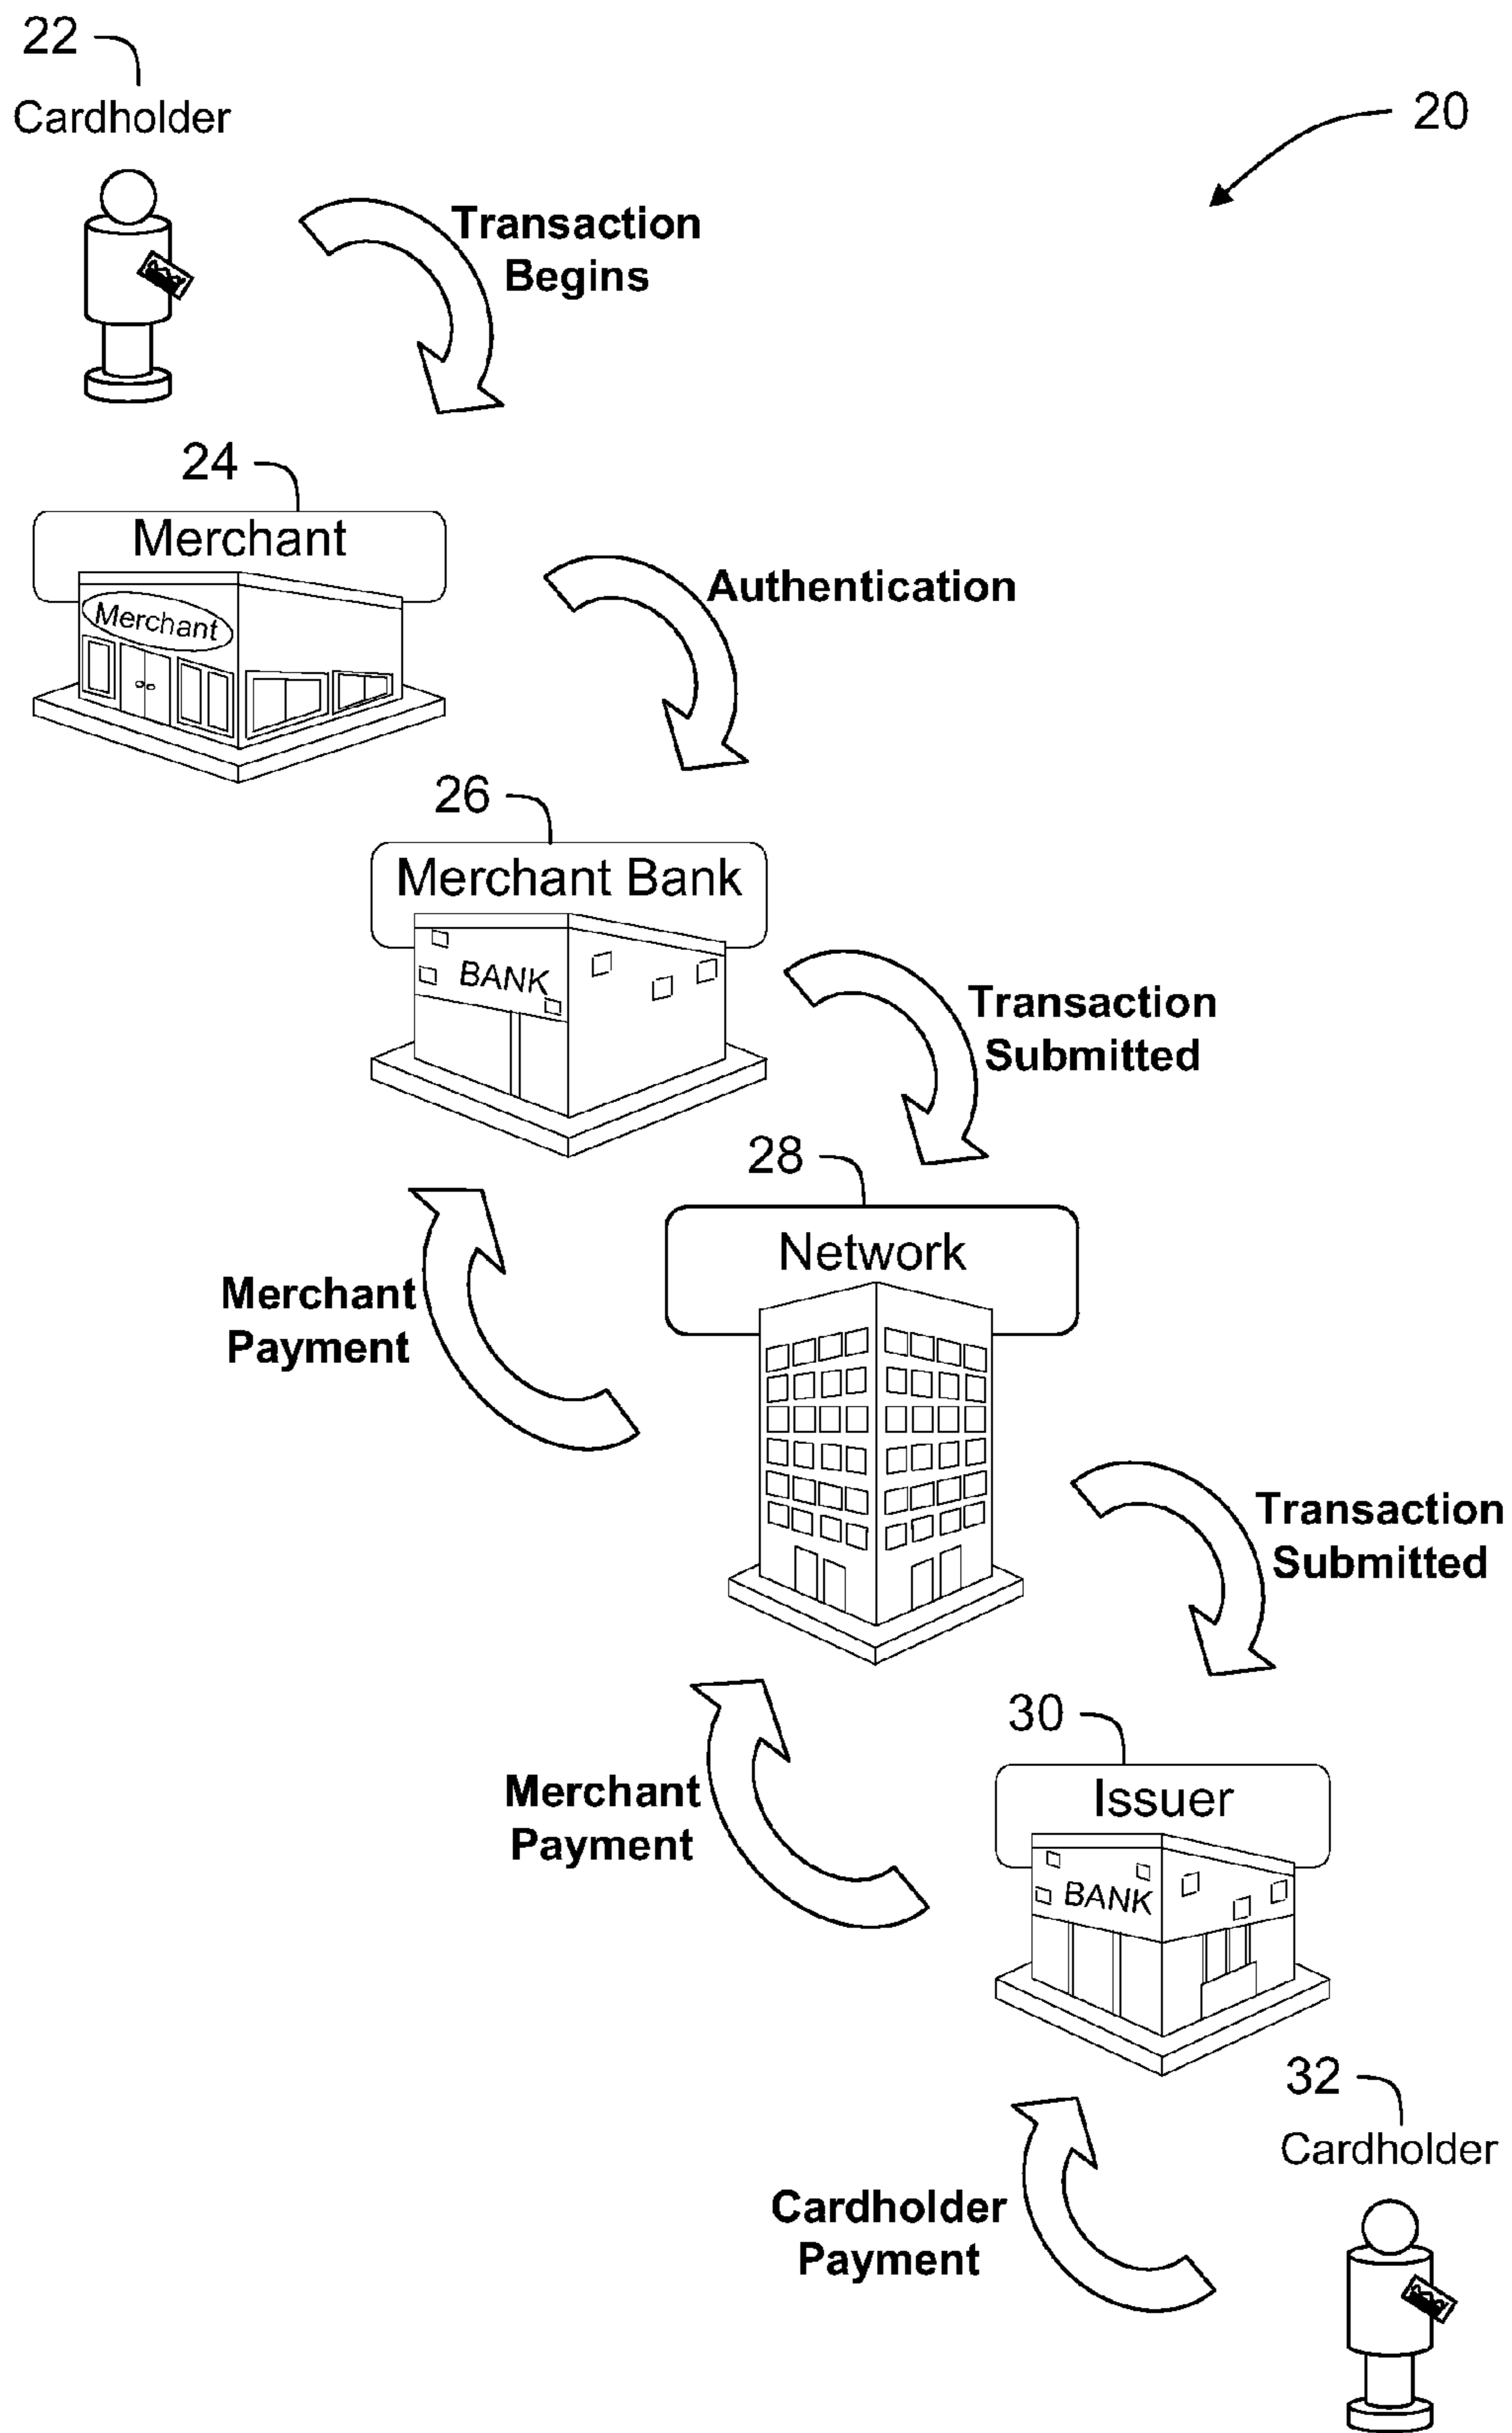 22
Cardholder
20
Transaction
Begins
24
Merchant
Merchant
Authentication
26
Merchant Bank
BANK
Transaction
Submitted
28
Network
Merchant
Payment
Transaction
Submitted
30
Issuer
BANK
Merchant
Payment
32
Cardholder
Cardholder
Payment